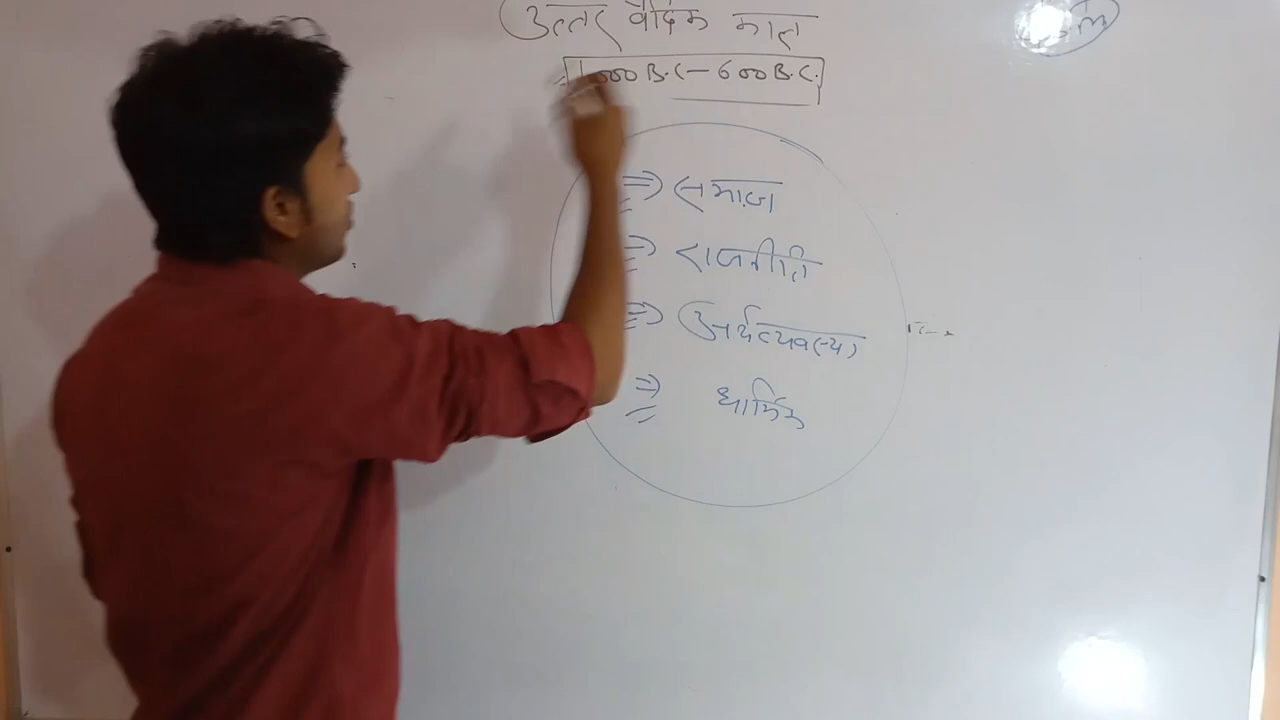 उत्तर वैदिक काल
1000 B.C - 600 B.C.
⇒ समाज
⇒ राजनीति
⇒ अर्थव्यवस्था
⇒ धार्मिक